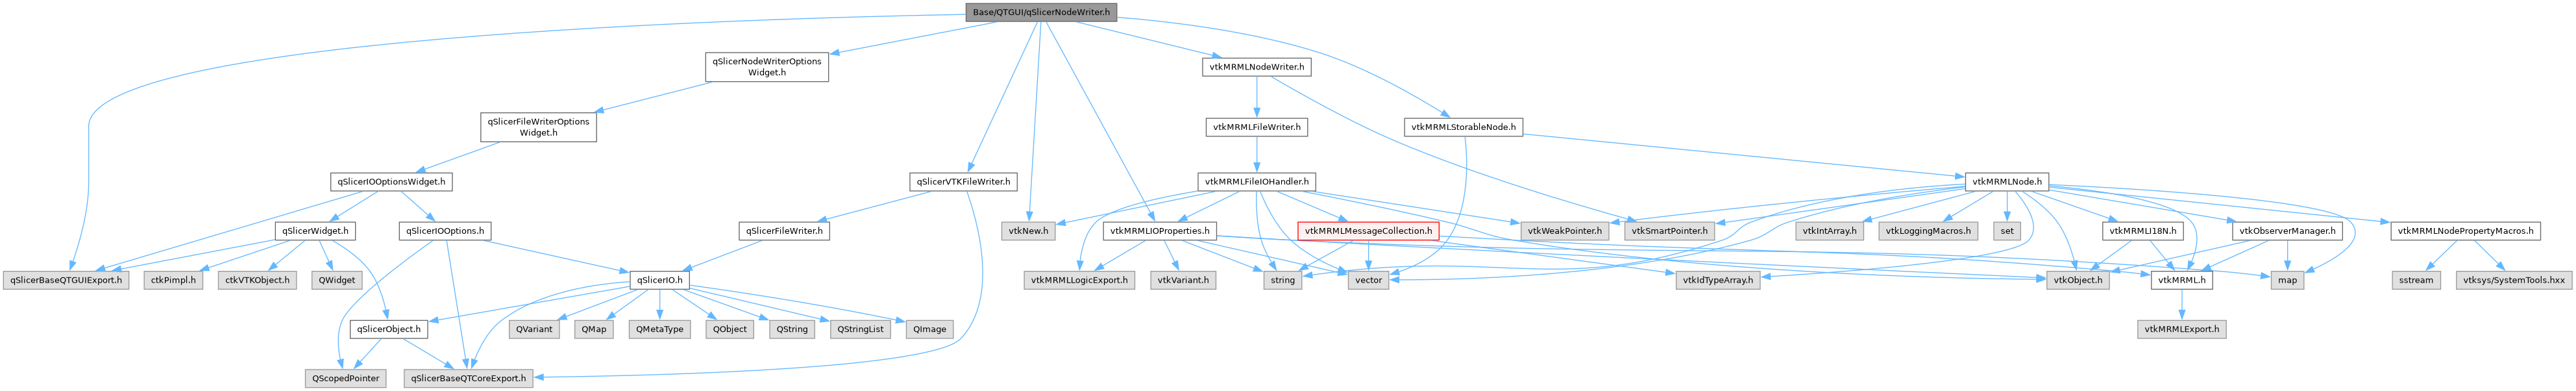 Base/QTGUI/qSlicerNodeWriter.h
qSlicerNodeWriterOptions
Widget.h
vtkMRMLNodeWriter.h
qSlicerFileWriterOptions
Widget.h
vtkMRMLFileWriter.h
vtkMRMLStorableNode.h
qSlicerIOOptionsWidget.h
qSlicerVTKFileWriter.h
vtkMRMLFileIOHandler.h
vtkMRMLNode.h
qSlicerWidget.h
qSlicerIOOptions.h
qSlicerFileWriter.h
vtkNew.h
vtkMRMLIOProperties.h
vtkMRMLMessageCollection.h
vtkWeakPointer.h
vtkSmartPointer.h
vtkIntArray.h
vtkLoggingMacros.h
set
vtkMRMLI18N.h
vtkObserverManager.h
vtkMRMLNodePropertyMacros.h
qSlicerBaseQTGUIExport.h
ctkPimpl.h
ctkVTKObject.h
QWidget
qSlicerIO.h
vtkMRMLLogicExport.h
vtkVariant.h
string
vector
vtkIdTypeArray.h
vtkObject.h
vtkMRML.h
map
sstream
vtksys/SystemTools.hxx
qSlicerObject.h
QVariant
QMap
QMetaType
QObject
QString
QStringList
QImage
vtkMRMLExport.h
QScopedPointer
qSlicerBaseQTCoreExport.h